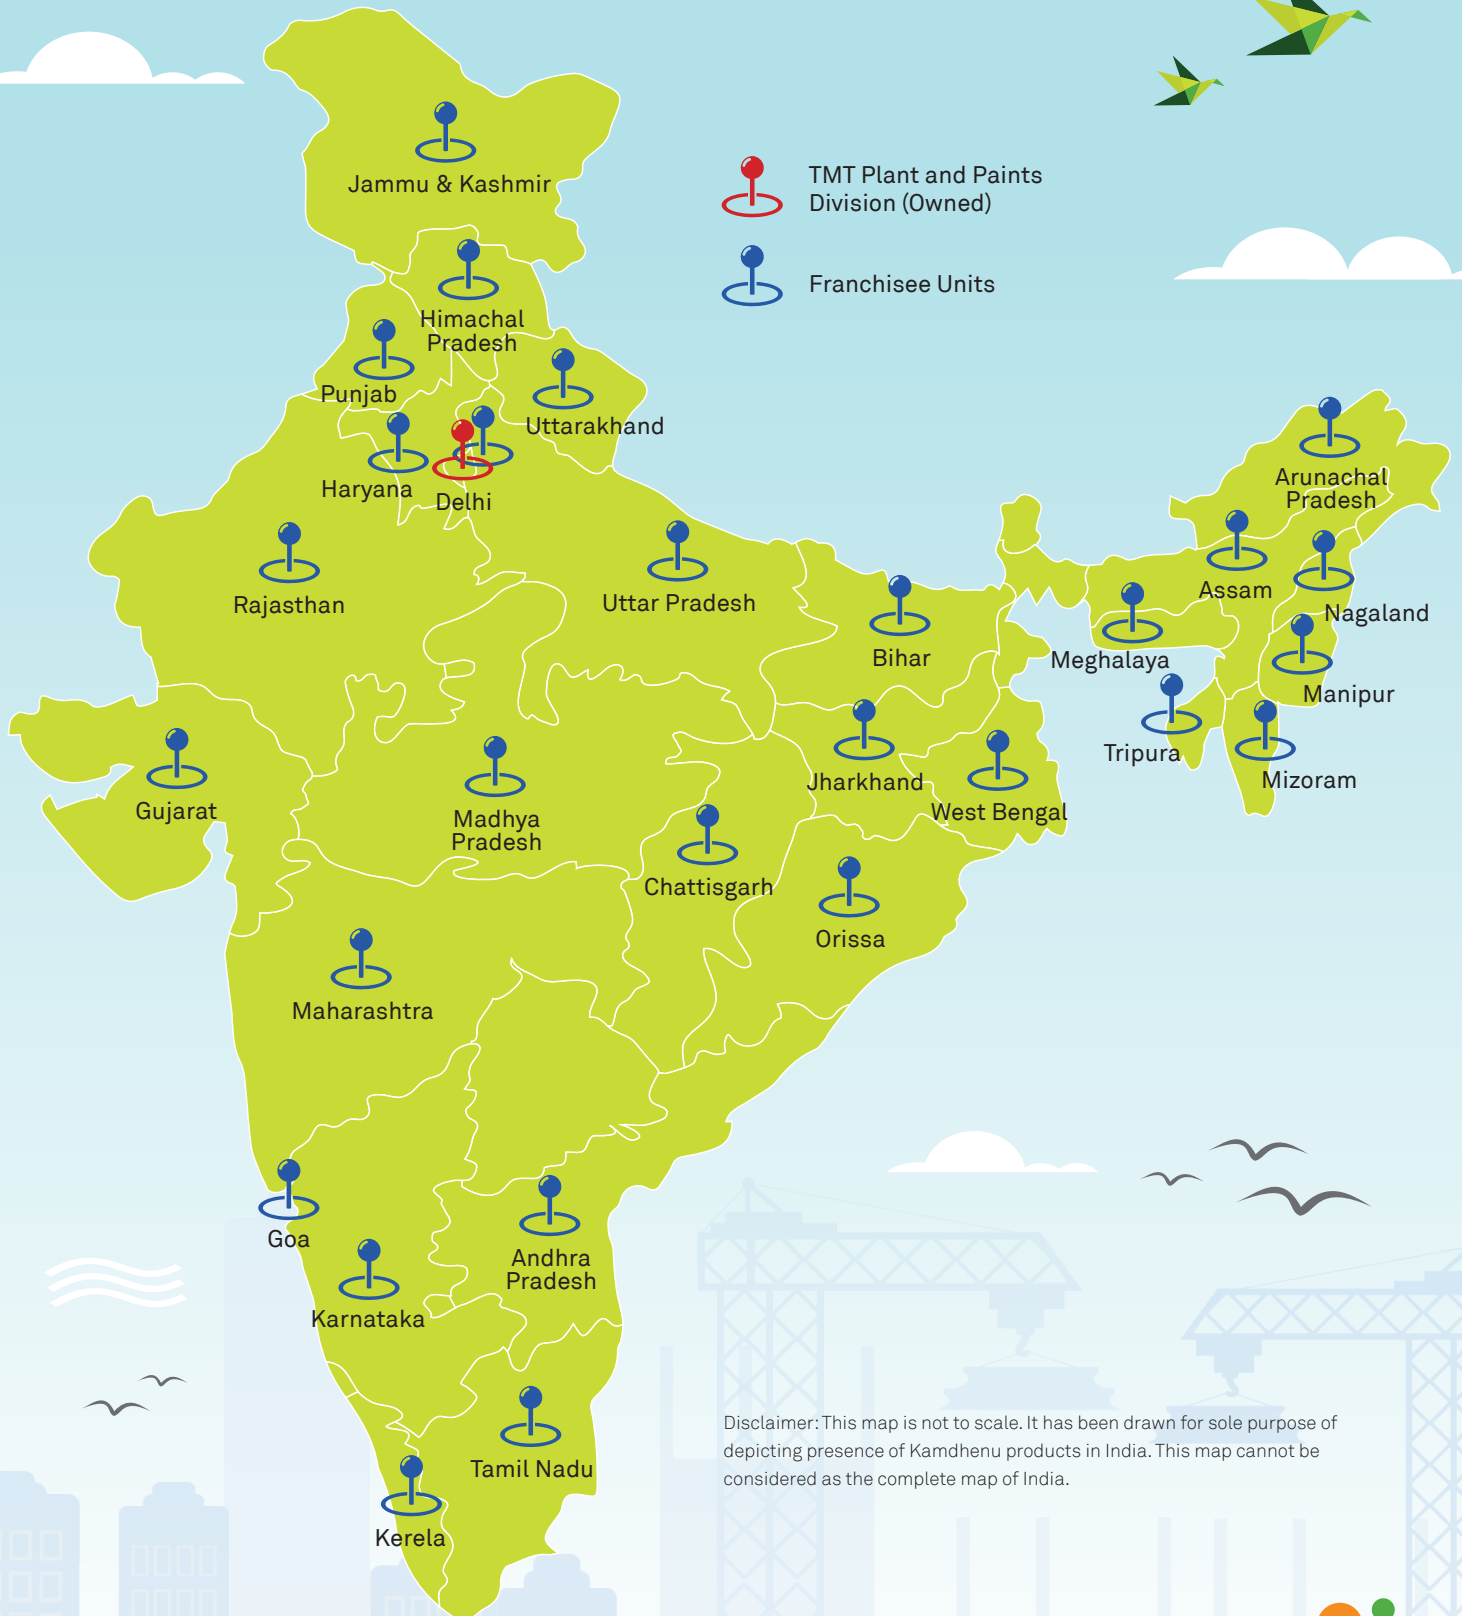 Jammu & Kashmir
TMT Plant and Paints
Division (Owned)
Franchisee Units
Himachal
Pradesh
Punjab
Uttarakhand
Haryana
Delhi
Arunachal
Pradesh
Rajasthan
Uttar Pradesh
Assam
Nagaland
Bihar
Meghalaya
Manipur
Tripura
Mizoram
Gujarat
Madhya
Pradesh
Jharkhand
West Bengal
Chattisgarh
Orissa
Maharashtra
Goa
Andhra
Pradesh
Karnataka
Tamil Nadu
Kerela
Disclaimer: This map is not to scale. It has been drawn for sole purpose of
depicting presence of Kamdhenu products in India. This map cannot be
considered as the complete map of India.